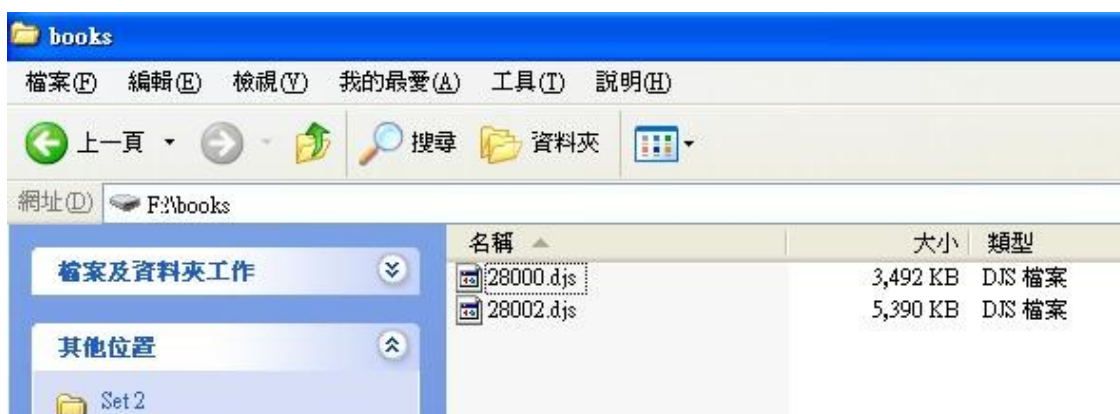 books
檔案(F) 編輯(E) 檢視(V) 我的最愛(A) 工具(T) 說明(H)
上一頁 搜尋 資料夾
網址(D) F:\books
名稱 大小 類型
檔案及資料夾工作
28000.djs 3,492 KB DJS 檔案
28002.djs 5,390 KB DJS 檔案
其他位置
Set 2